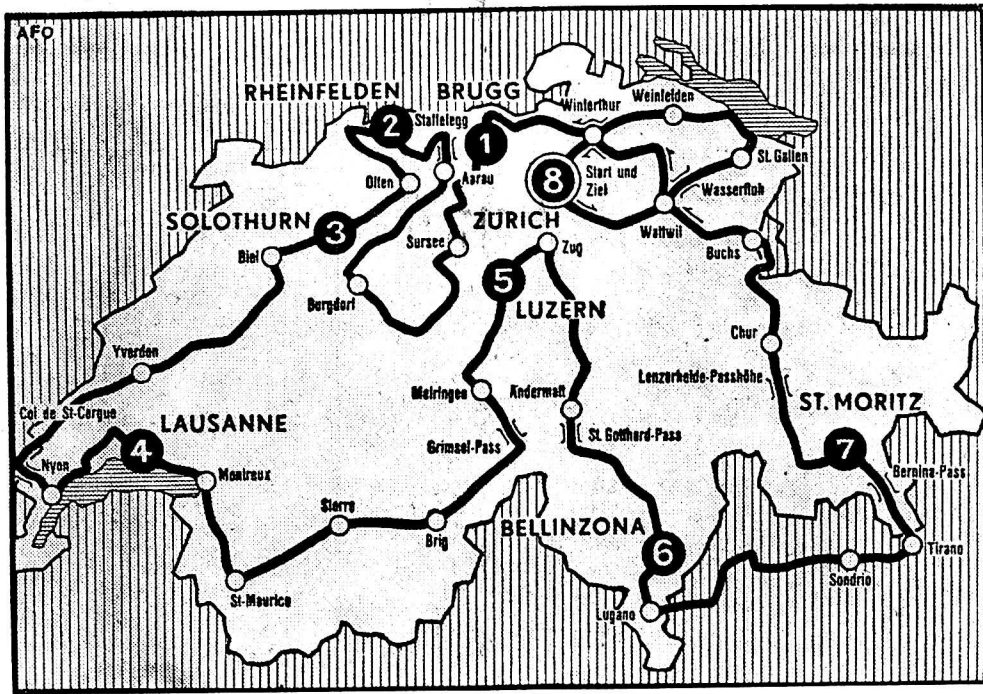 AFO
RHEINFELDEN
BRUGG
Weinfelden
Winterthur
2
Staffelegg
1
St. Gallen
Aarau
8
Start und
Ziel
Olten
Wasserfluh
SOLOTHURN
3
ZÜRICH
Wattwil
Sursee
Zug
Buchs
Biel
5
Burgdorf
LUZERN
Yverdon
Chur
Meiringen
Andermatt
Lenzerheide-Passhöhe
Col de St-Cergue
LAUSANNE
ST. MORITZ
4
Grimsel-Pass
St. Gotthard-Pass
7
Nyon
Montreux
Bernina-Pass
Sierre
Brig
BELLINZONA
6
Tirano
Sondrio
St-Maurice
Lugano